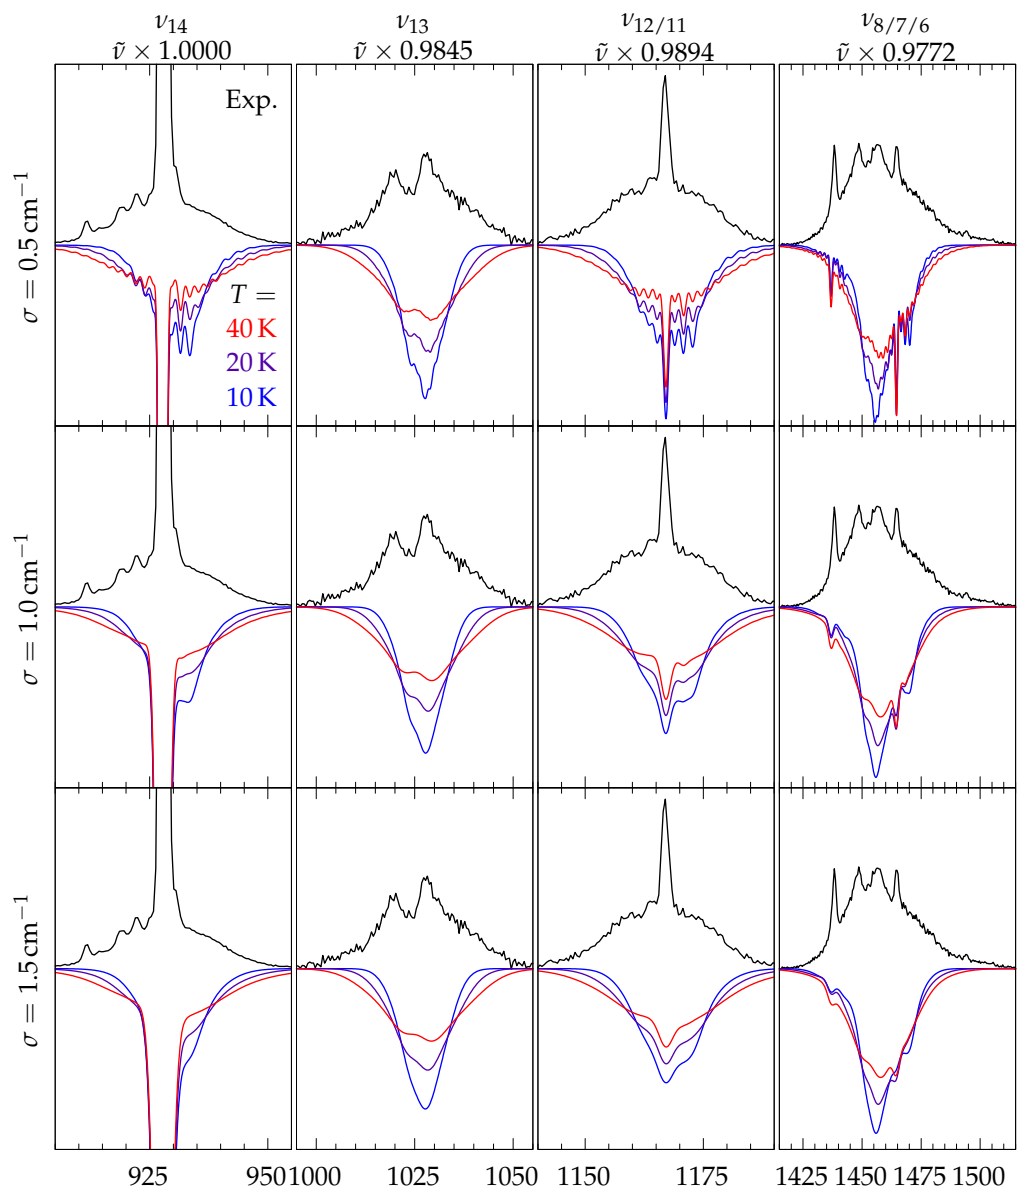 ν14 ν13 ν12/11 ν8/7/6
ν̃ × 1.0000 ν̃ × 0.9845 ν̃ × 0.9894 ν̃ × 0.9772
Exp.
σ = 0.5 cm−1
T =
40 K
20 K
10 K
σ = 1.0 cm−1
σ = 1.5 cm−1
925 950 1000 1025 1050 1150 1175 1425 1450 1475 1500